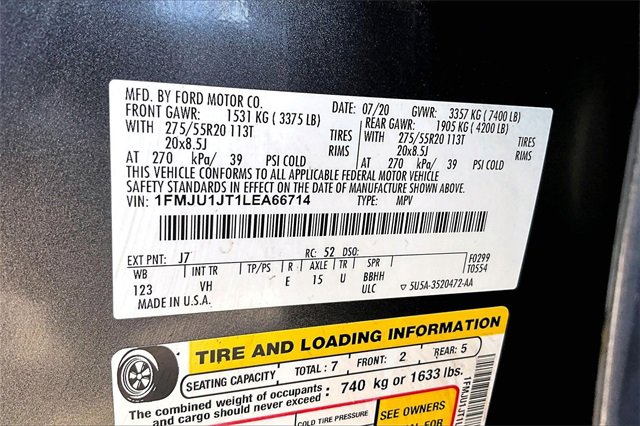 MFD. BY FORD MOTOR CO.
DATE: 07/20 GVWR: 3357 KG ( 7400 LB)
FRONT GAWR: 1531 KG ( 3375 LB) REAR GAWR: 1905 KG ( 4200 LB)
WITH 275/55R20 113T TIRES WITH 275/55R20 113T TIRES
20x8.5J RIMS 20x8.5J RIMS
AT 270 kPa/ 39 PSI COLD AT 270 kPa/ 39 PSI COLD
THIS VEHICLE CONFORMS TO ALL APPLICABLE FEDERAL MOTOR VEHICLE
SAFETY STANDARDS IN EFFECT ON THE DATE OF MANUFACTURE SHOWN ABOVE.
VIN: 1FMJU1JT1LEA66714 TYPE: MPV
F0299
EXT PNT: J7 RC: 52 DSO: T0554
WB INT TR TP/PS R AXLE TR SPR
123 VH E 15 U BBHH
MADE IN U.S.A. ULC 5U5A-3520472-AA
TIRE AND LOADING INFORMATION
SEATING CAPACITY TOTAL: 7 FRONT: 2 REAR: 5
The combined weight of occupants
and cargo should never exceed: 740 kg or 1633 lbs.
COLD TIRE PRESSURE SEE OWNERS
FOR